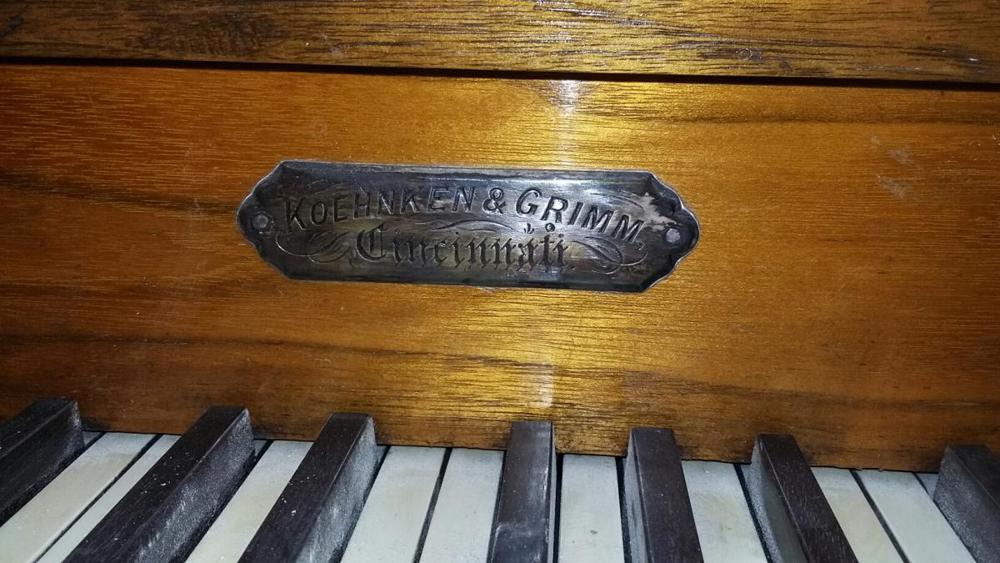 KOEHNKEN & GRIMM
Cincinnati